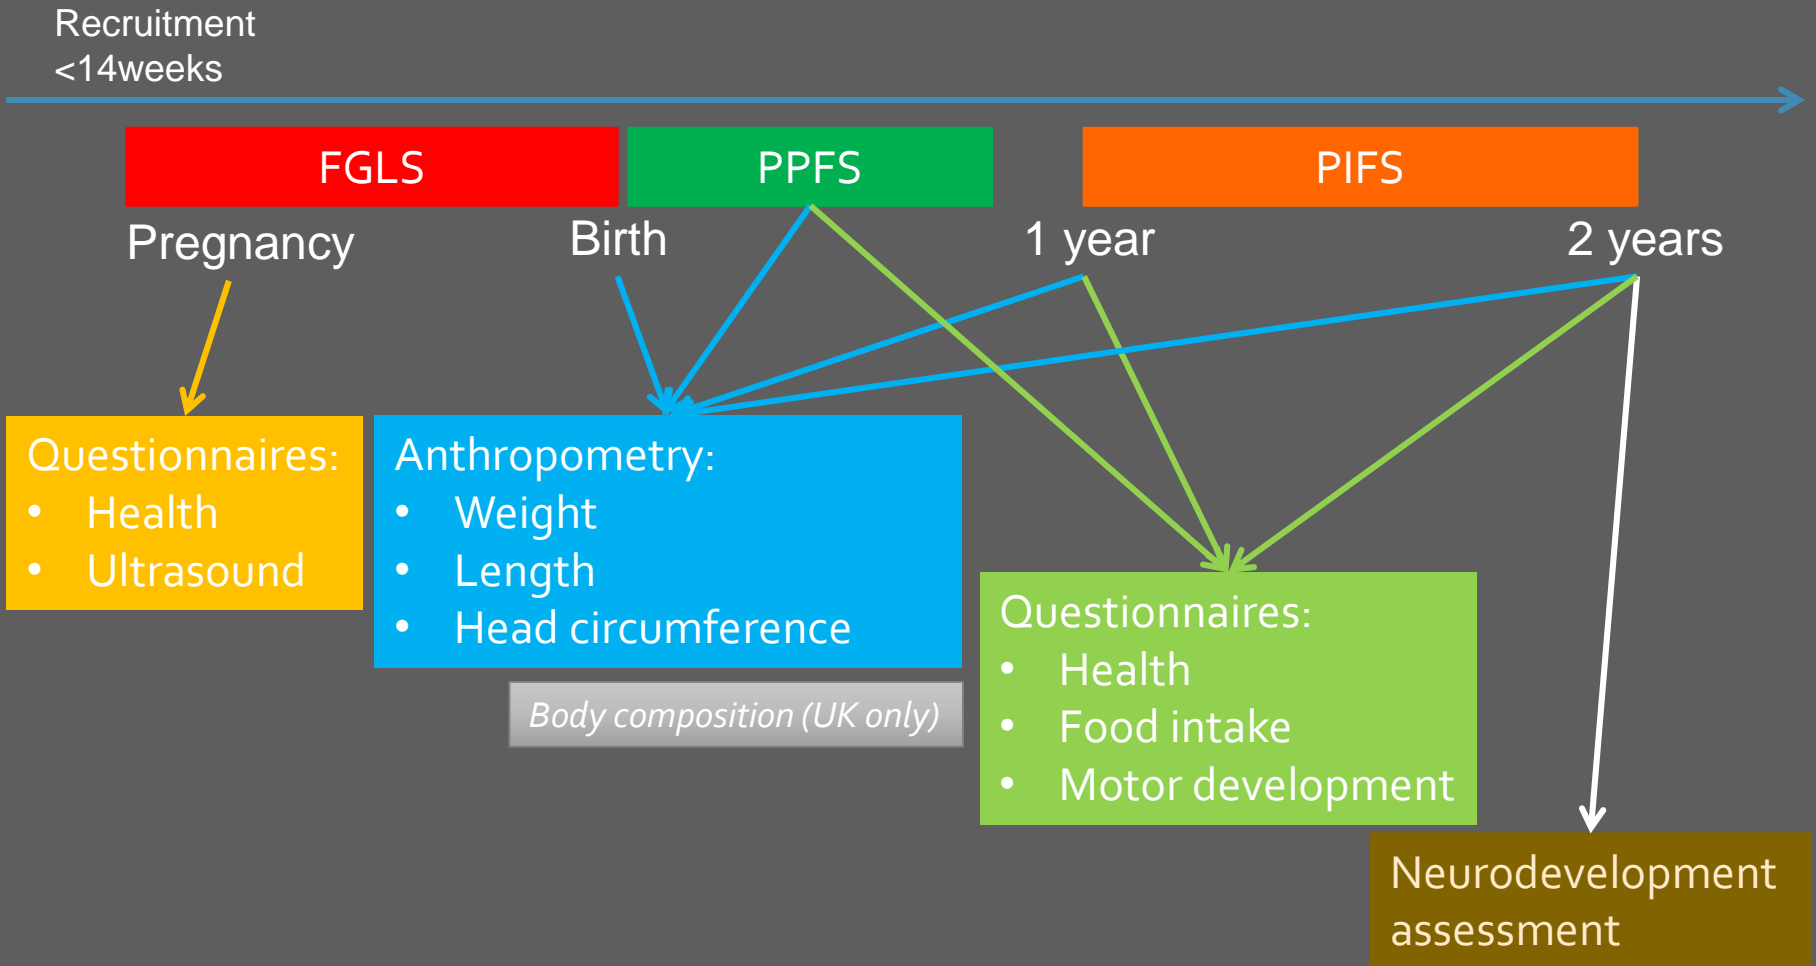 Recruitment
<14weeks
FGLS
PPFS
PIFS
Pregnancy
Birth
1 year
2 years
Questionnaires:
• Health
• Ultrasound
Anthropometry:
• Weight
• Length
• Head circumference
Body composition (UK only)
Questionnaires:
• Health
• Food intake
• Motor development
Neurodevelopment
assessment